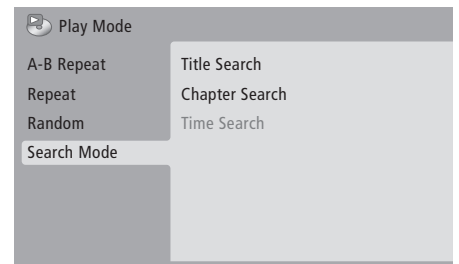 Play Mode
A-B Repeat
Repeat
Random
Search Mode
Title Search
Chapter Search
Time Search